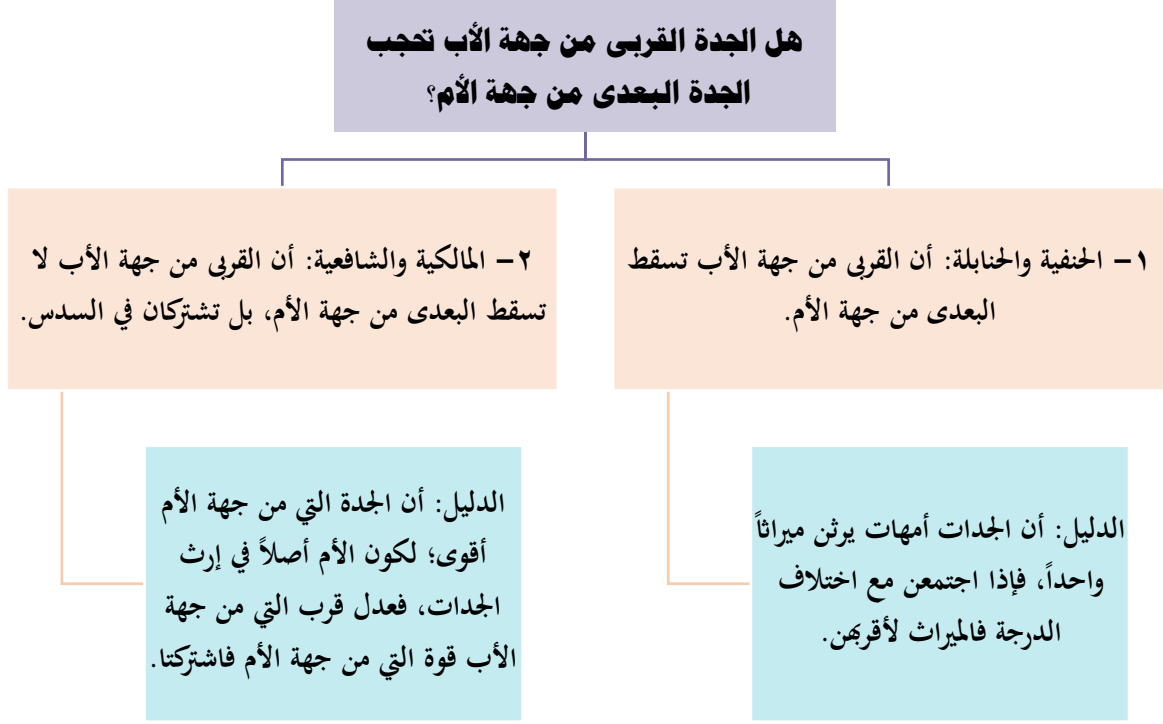 هل الجدة القربى من جهة الأب تحجب
الجدة البعدى من جهة الأم؟
١– الحنفية والحنابلة: أن القربى من جهة الأب تسقط
البعدى من جهة الأم.
الدليل: أن الجدات أمهات يرثن ميراثاً
واحداً، فإذا اجتمعن مع اختلاف
الدرجة فالميراث لأقربهن.
٢– المالكية والشافعية: أن القربى من جهة الأب لا
تسقط البعدى من جهة الأم، بل تشتركان في السدس.
الدليل: أن الجدة التي من جهة الأم
أقوى؛ لكون الأم أصلاً في إرث
الجدات، فعدل قرب التي من جهة
الأب قوة التي من جهة الأم فاشتركتا.